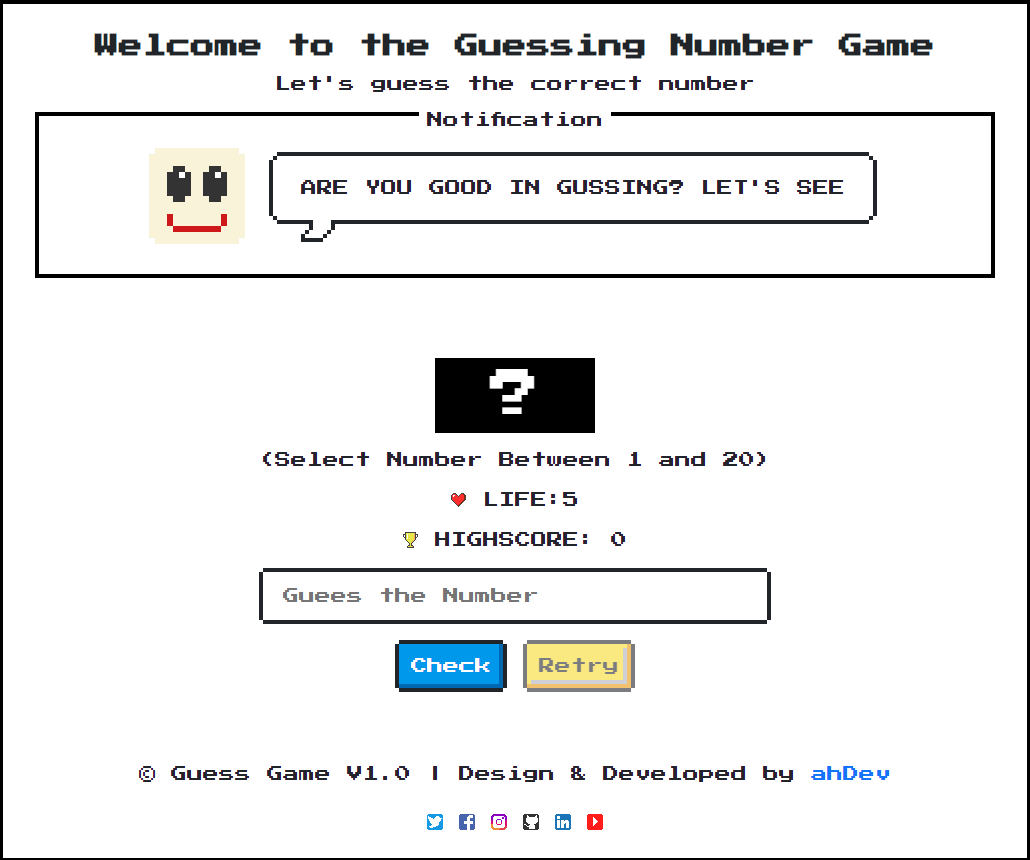 Welcome to the Guessing Number Game
Let's guess the correct number
Notification
ARE YOU GOOD IN GUSSING? LET'S SEE
?
(Select Number Between 1 and 20)
LIFE:5
HIGHSCORE: 0
Guees the Number
Check Retry
© Guess Game V1.0 | Design & Developed by ahDev
in